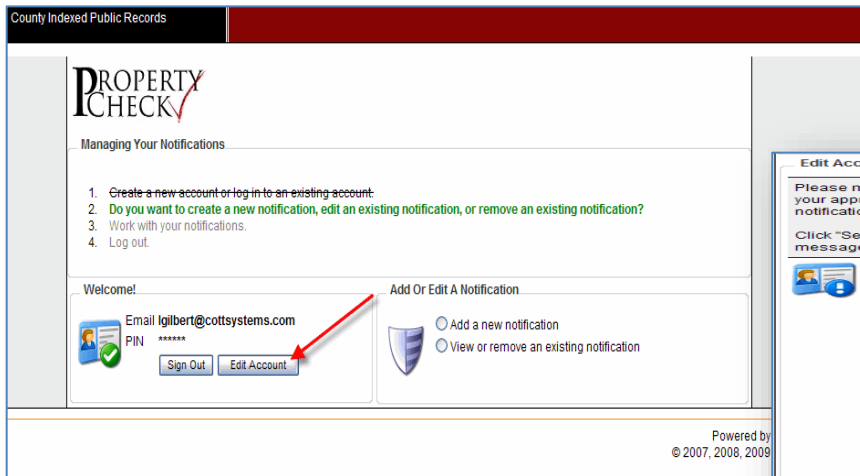 County Indexed Public Records
PROPERTY
CHECK
Managing Your Notifications
1. Create a new account or log in to an existing account.
2. Do you want to create a new notification, edit an existing notification, or remove an existing notification?
3. Work with your notifications.
4. Log out.
Welcome!
Email lgilbert@cottsystems.com
PIN ******
Sign Out Edit Account
Add Or Edit A Notification
Add a new notification
View or remove an existing notification
Edit Acc
Please m
your appr
notificatio
Click "Se
message
Powered by
© 2007, 2008, 2009